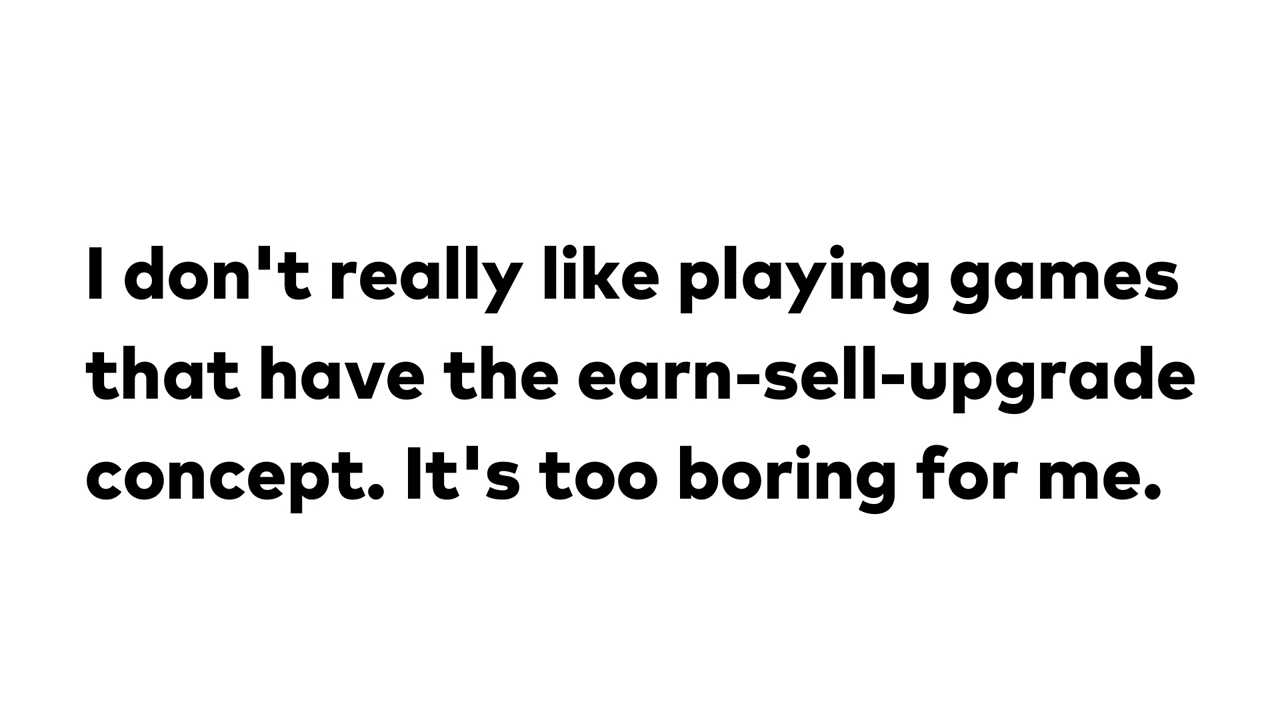 I don't really like playing games
that have the earn-sell-upgrade
concept. It's too boring for me.